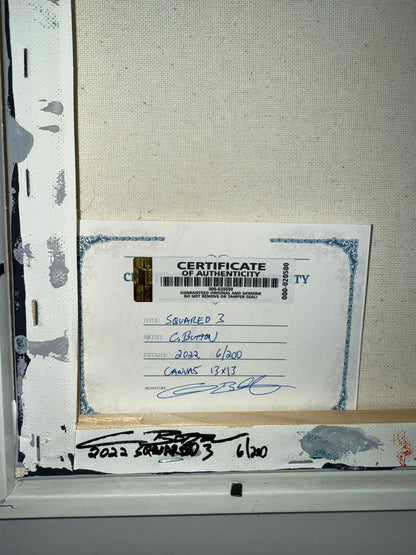 CERTIFICATE
OF AUTHENTICITY
000-020500
GUARANTEED ORIGINAL AND GENUINE
DO NOT REMOVE OR TAMPER SEAL!
000-020500
TY
TITLE: SQUARED 3
ARTIST: C. BUTTON
DETAILS: 2022 6/200
CANVAS 13x13
SIGNATURE:
2022 SQUARED 3 6/200